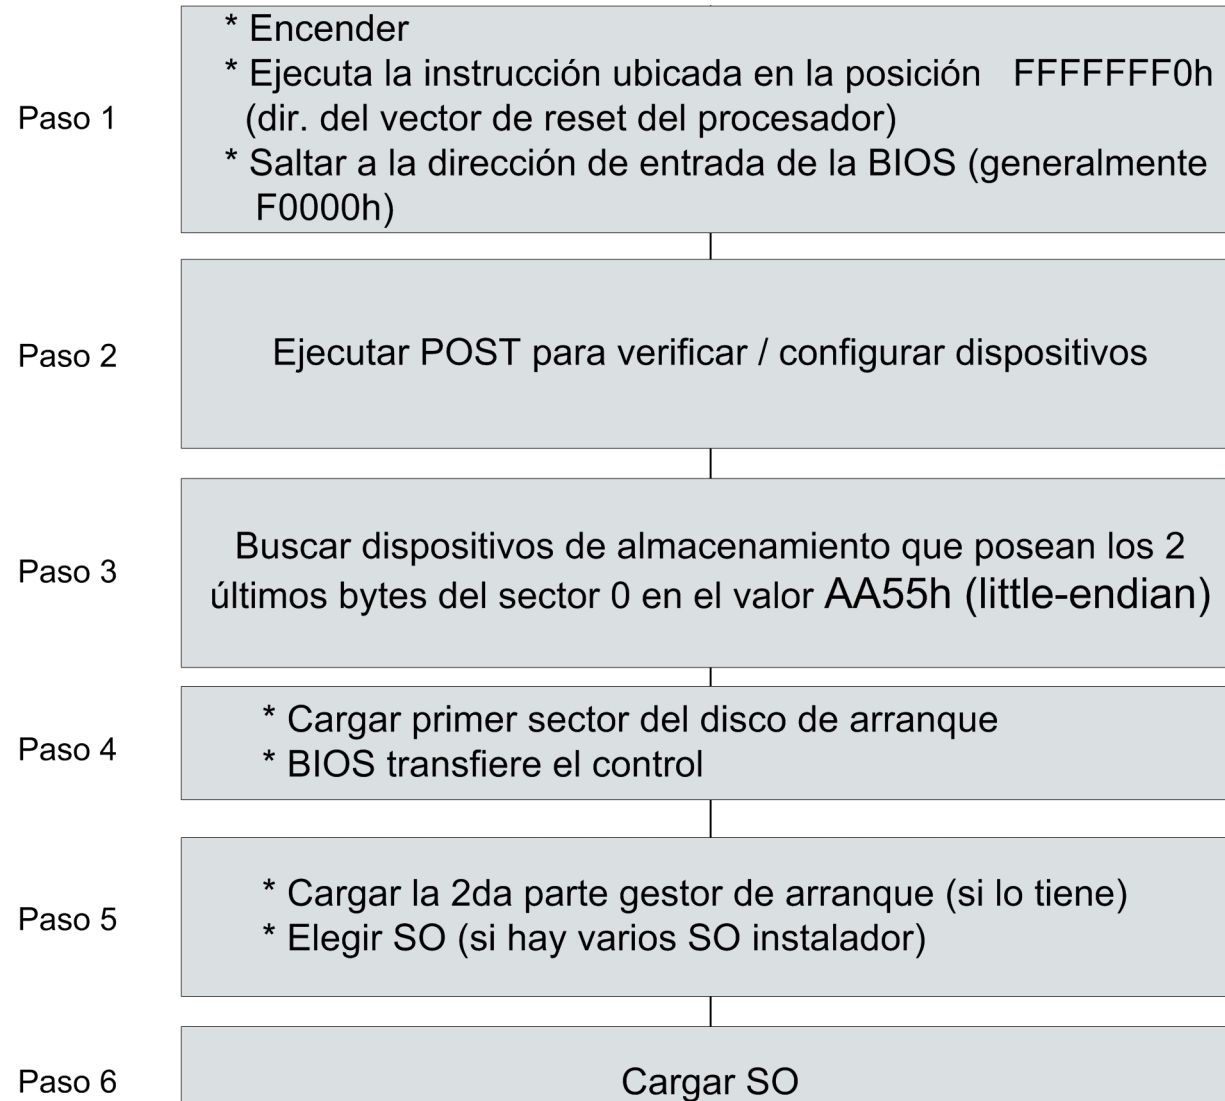 * Encender
* Ejecuta la instrucción ubicada en la posición FFFFFFF0h
Paso 1
(dir. del vector de reset del procesador)
* Saltar a la dirección de entrada de la BIOS (generalmente
F0000h)
Paso 2
Ejecutar POST para verificar / configurar dispositivos
Paso 3
Buscar dispositivos de almacenamiento que posean los 2
últimos bytes del sector 0 en el valor AA55h (little-endian)
Paso 4
* Cargar primer sector del disco de arranque
* BIOS transfiere el control
Paso 5
* Cargar la 2da parte gestor de arranque (si lo tiene)
* Elegir SO (si hay varios SO instalador)
Paso 6
Cargar SO